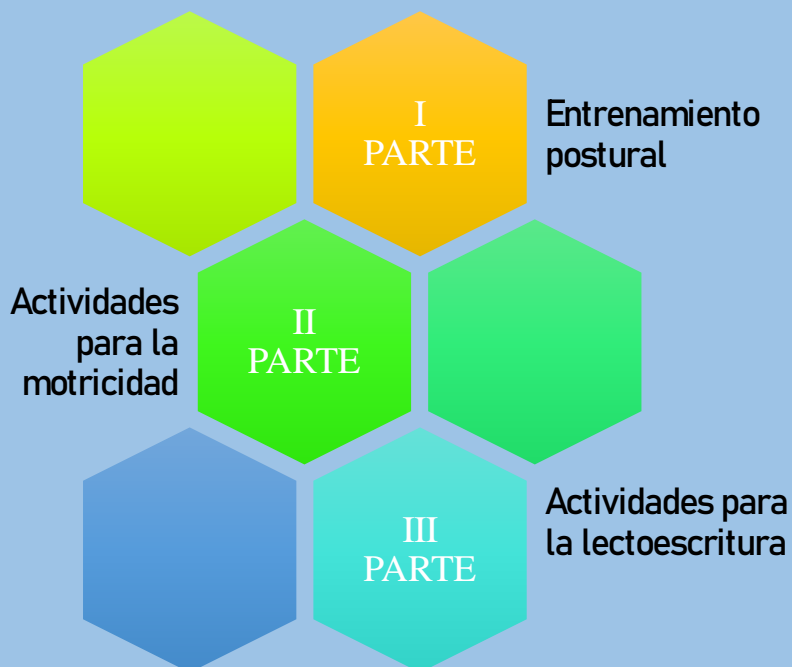 I
PARTE
Entrenamiento
postural
Actividades
para la
motricidad
II
PARTE
III
PARTE
Actividades para
la lectoescritura